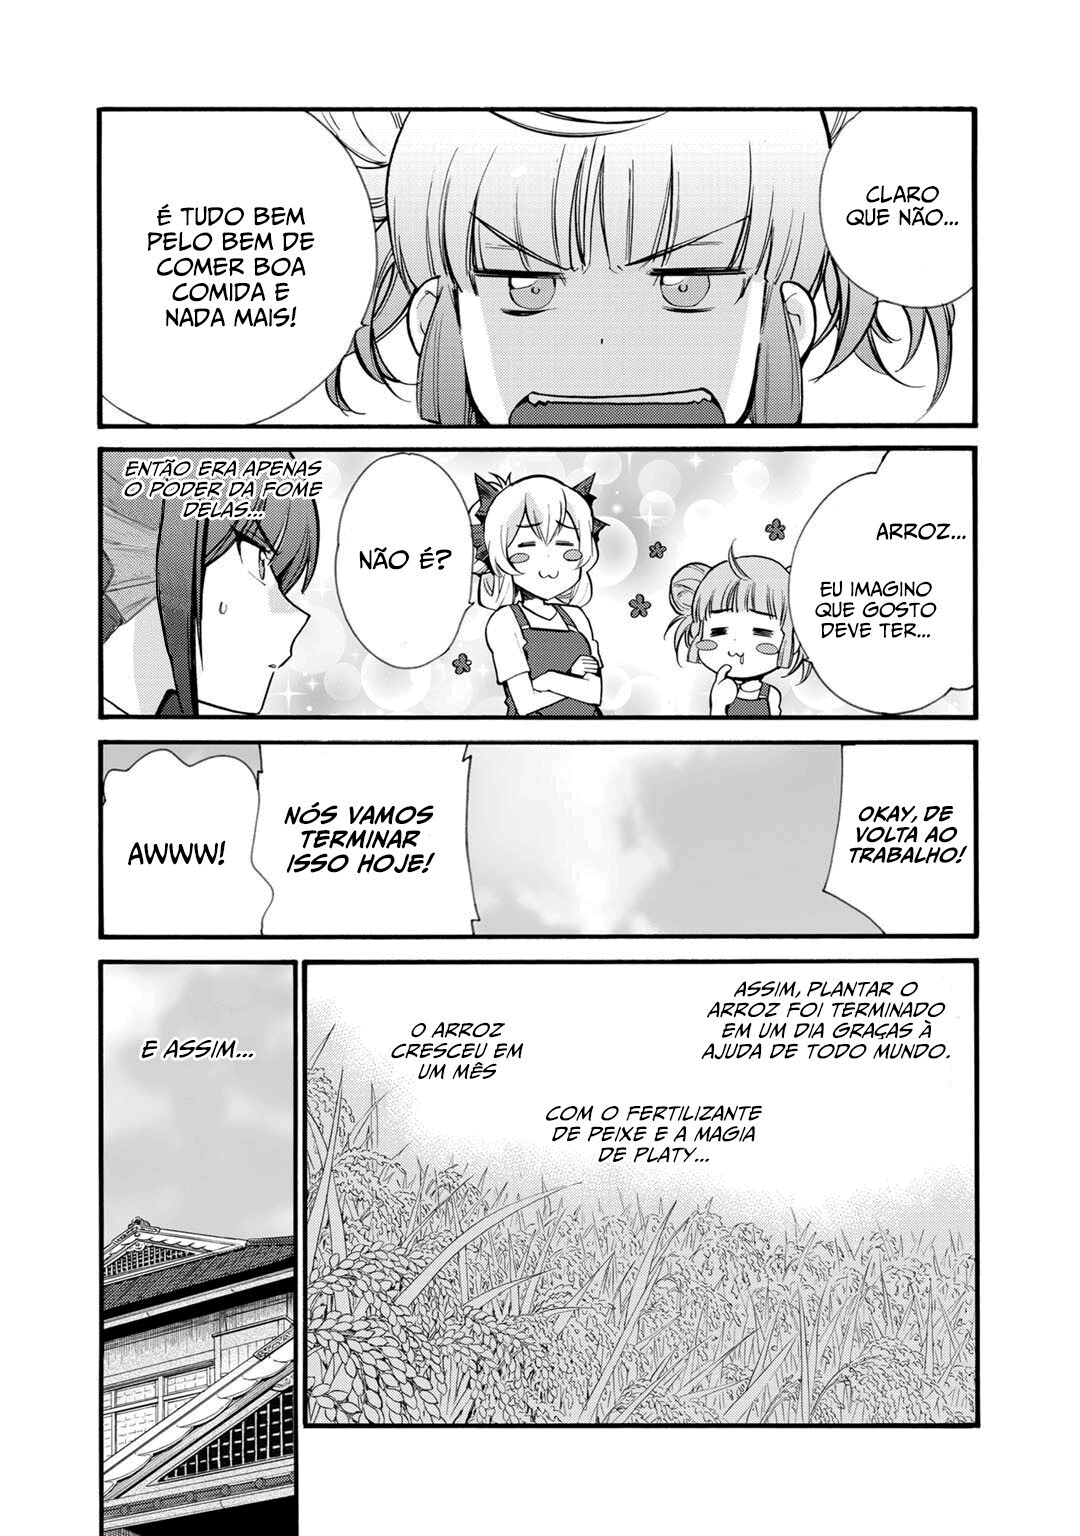 CLARO
QUE NÃO...
É TUDO BEM
PELO BEM DE
COMER BOA
COMIDA E
NADA MAIS!
ARROZ...
EU IMAGINO
QUE GOSTO
DEVE TER...
NÃO É?
ENTÃO ERA APENAS
O PODER DA FOME
DELAS...
OKAY, DE
VOLTA AO
TRABALHO!
NÓS VAMOS
TERMINAR
ISSO HOJE!
AWWW!
ASSIM, PLANTAR O
ARROZ FOI TERMINADO
EM UM DIA GRAÇAS À
AJUDA DE TODO MUNDO.
COM O FERTILIZANTE
DE PEIXE E A MAGIA
DE PLATY...
O ARROZ
CRESCEU EM
UM MÊS
E ASSIM...